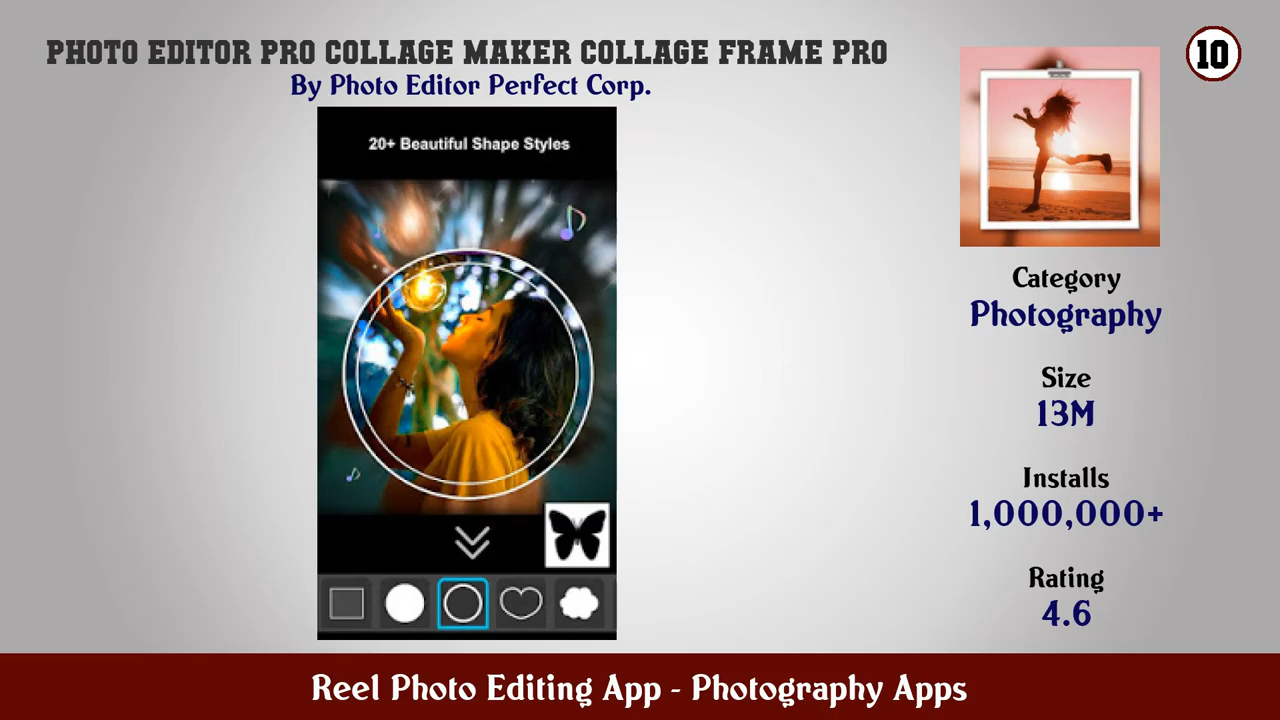 PHOTO EDITOR PRO COLLAGE MAKER COLLAGE FRAME PRO
By Photo Editor Perfect Corp.
10
20+ Beautiful Shape Styles
Category
Photography
Size
13M
Installs
1,000,000+
Rating
4.6
Reel Photo Editing App - Photography Apps